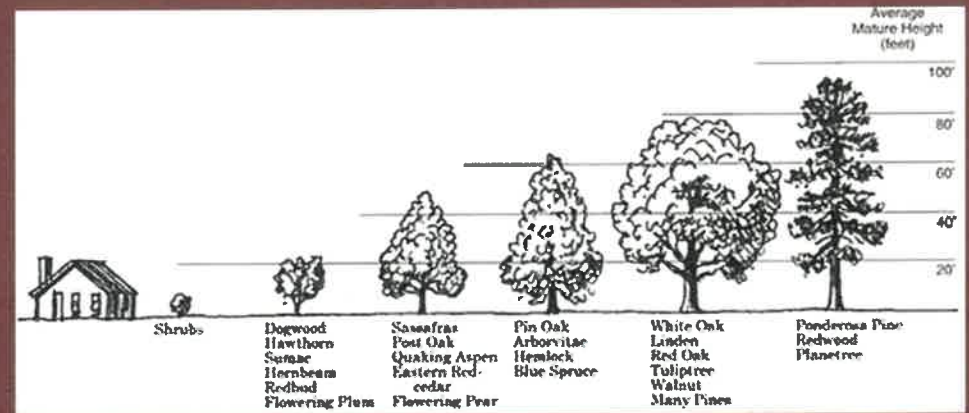 Average
Mature Height
(feet)
100'
80'
60'
40'
20'
Shrubs
Dogwood
Hawthorn
Sumac
Hornbeam
Redbud
Flowering Plum
Sassafras
Post Oak
Quaking Aspen
Eastern Red-
cedar
Flowering Pear
Pin Oak
Arborvitae
Hemlock
Blue Spruce
White Oak
Linden
Red Oak
Tuliptree
Walnut
Many Pines
Ponderosa Pine
Redwood
Planetree